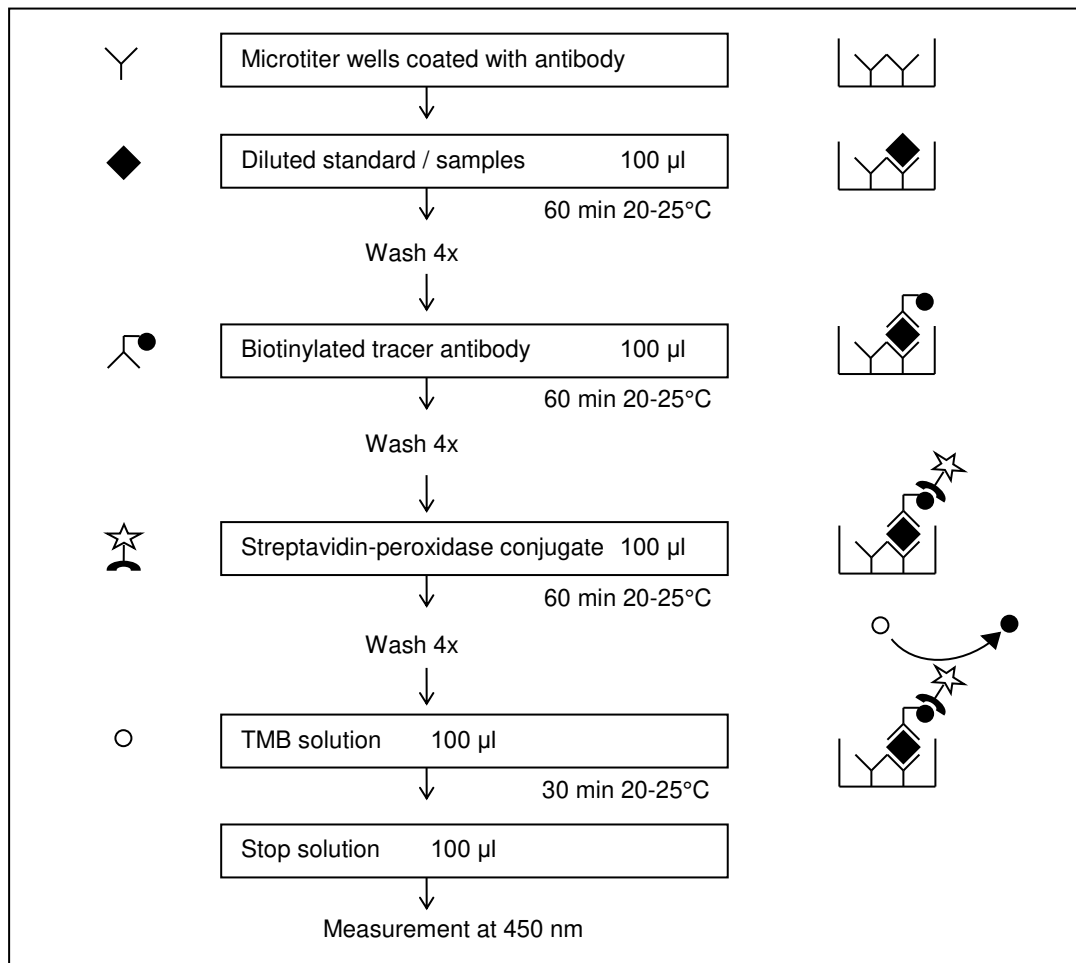 Microtiter wells coated with antibody
Diluted standard / samples 100 µl
60 min 20-25°C
Wash 4x
Biotinylated tracer antibody 100 µl
60 min 20-25°C
Wash 4x
Streptavidin-peroxidase conjugate 100 µl
60 min 20-25°C
Wash 4x
TMB solution 100 µl
30 min 20-25°C
Stop solution 100 µl
Measurement at 450 nm